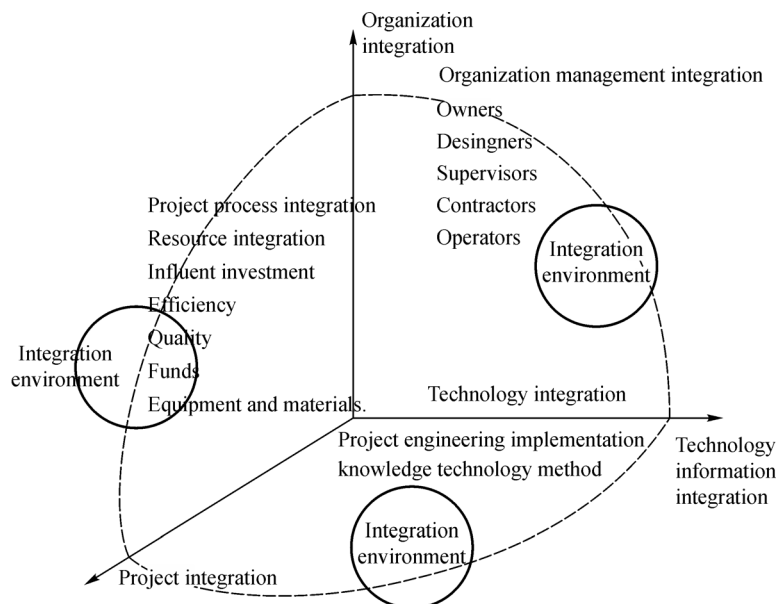 Organization
integration
Organization management integration
Owners
Desingners
Supervisors
Contractors
Operators
Integration
environment
Project process integration
Resource integration
Influent investment
Efficiency
Quality
Funds
Equipment and materials.
Integration
environment
Technology integration
Project engineering implementation
knowledge technology method
Technology
information
integration
Integration
environment
Project integration